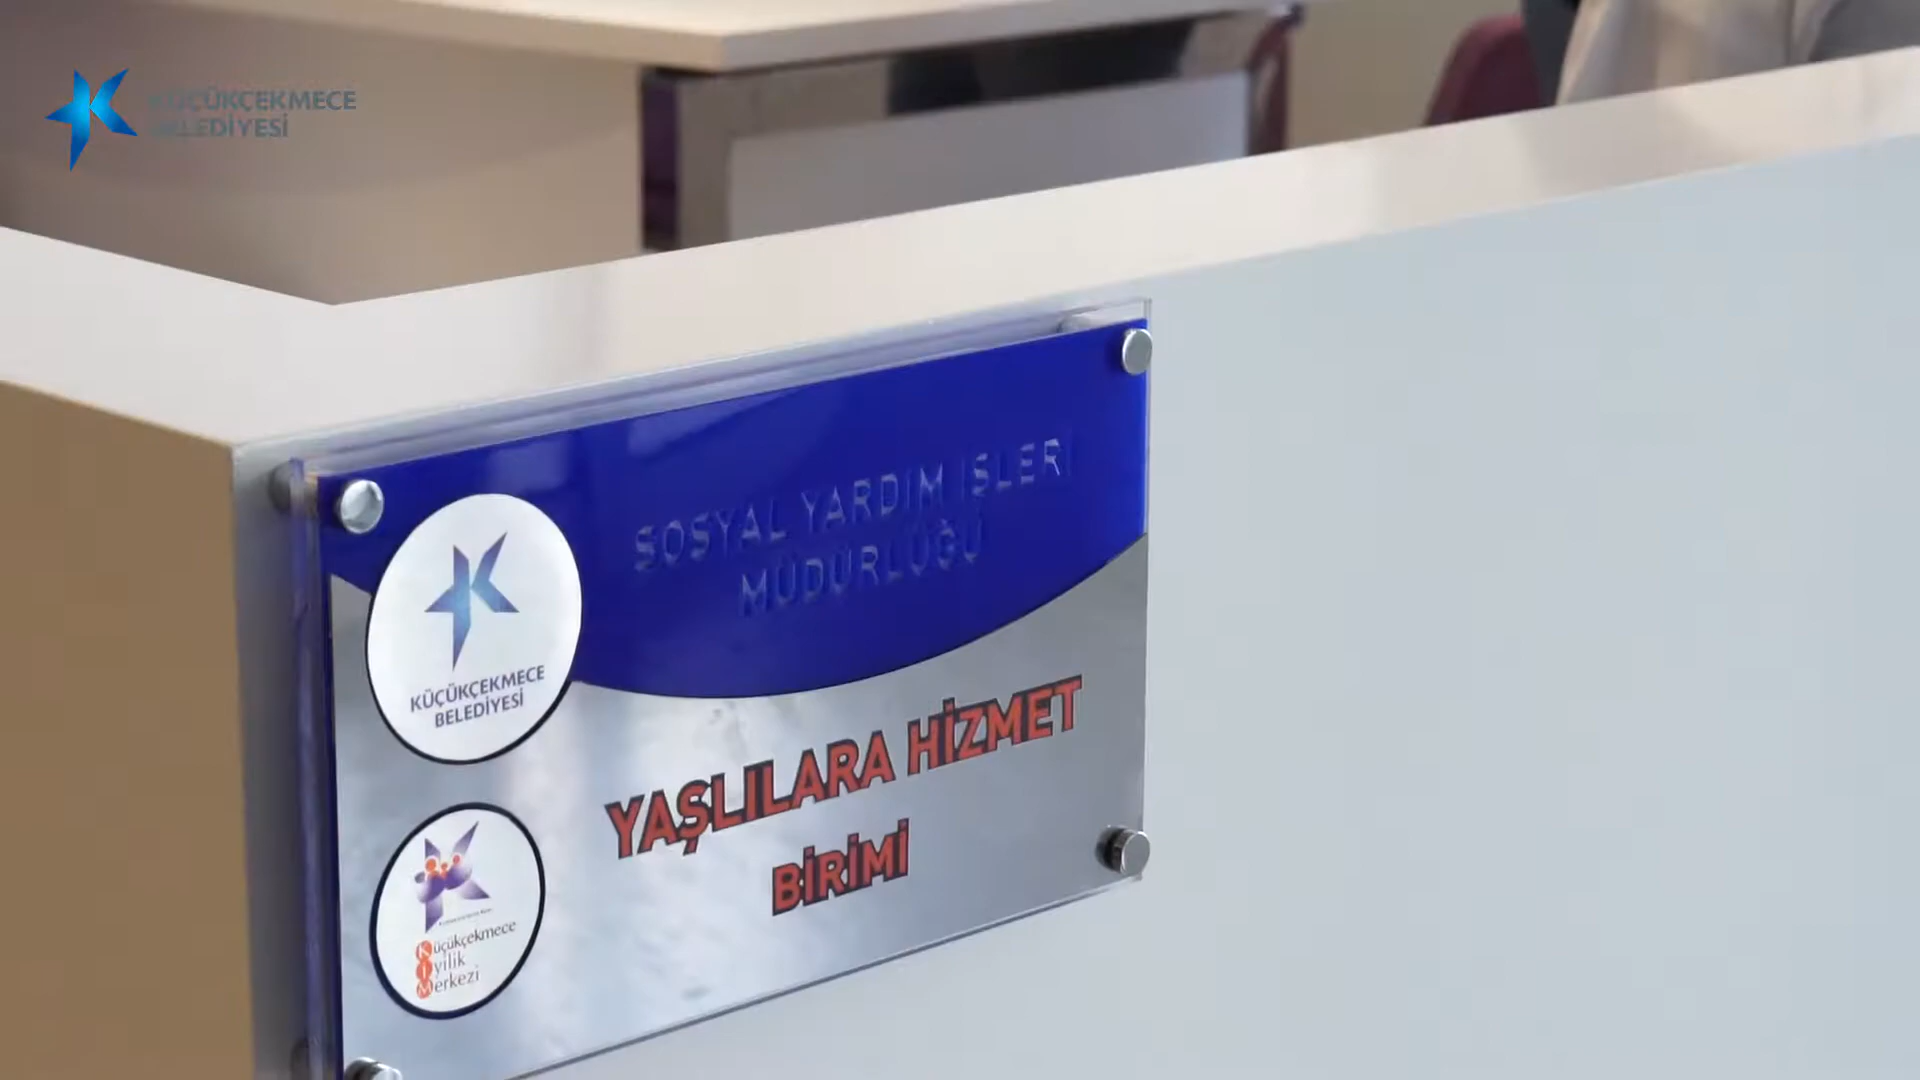 KÜÇÜKÇEKMECE
BELEDİYESİ
SOSYAL YARDIM İŞLERİ
MÜDÜRLÜĞÜ
KÜÇÜKÇEKMECE
BELEDİYESİ
YAŞLILARA HİZMET
BİRİMİ
Küçükçekmece
İyilik
Merkezi